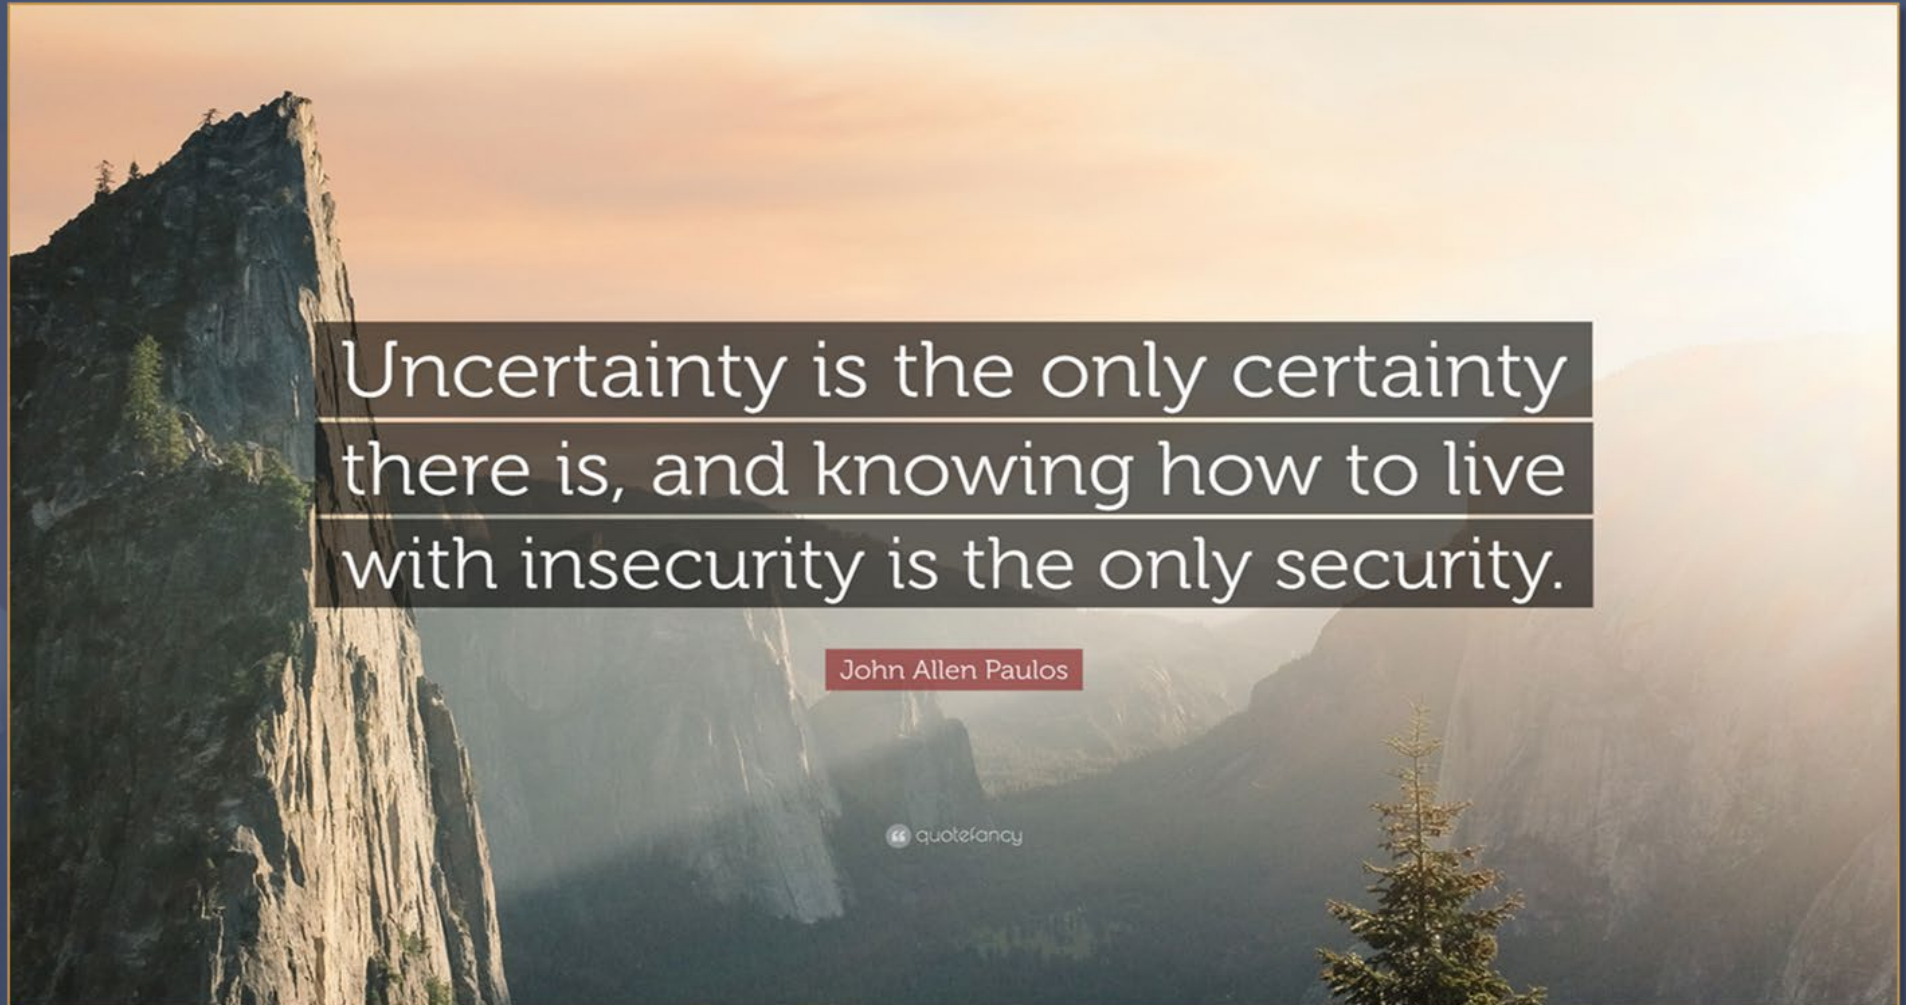 Uncertainty is the only certainty
there is, and knowing how to live
with insecurity is the only security.
John Allen Paulos
quotefancy